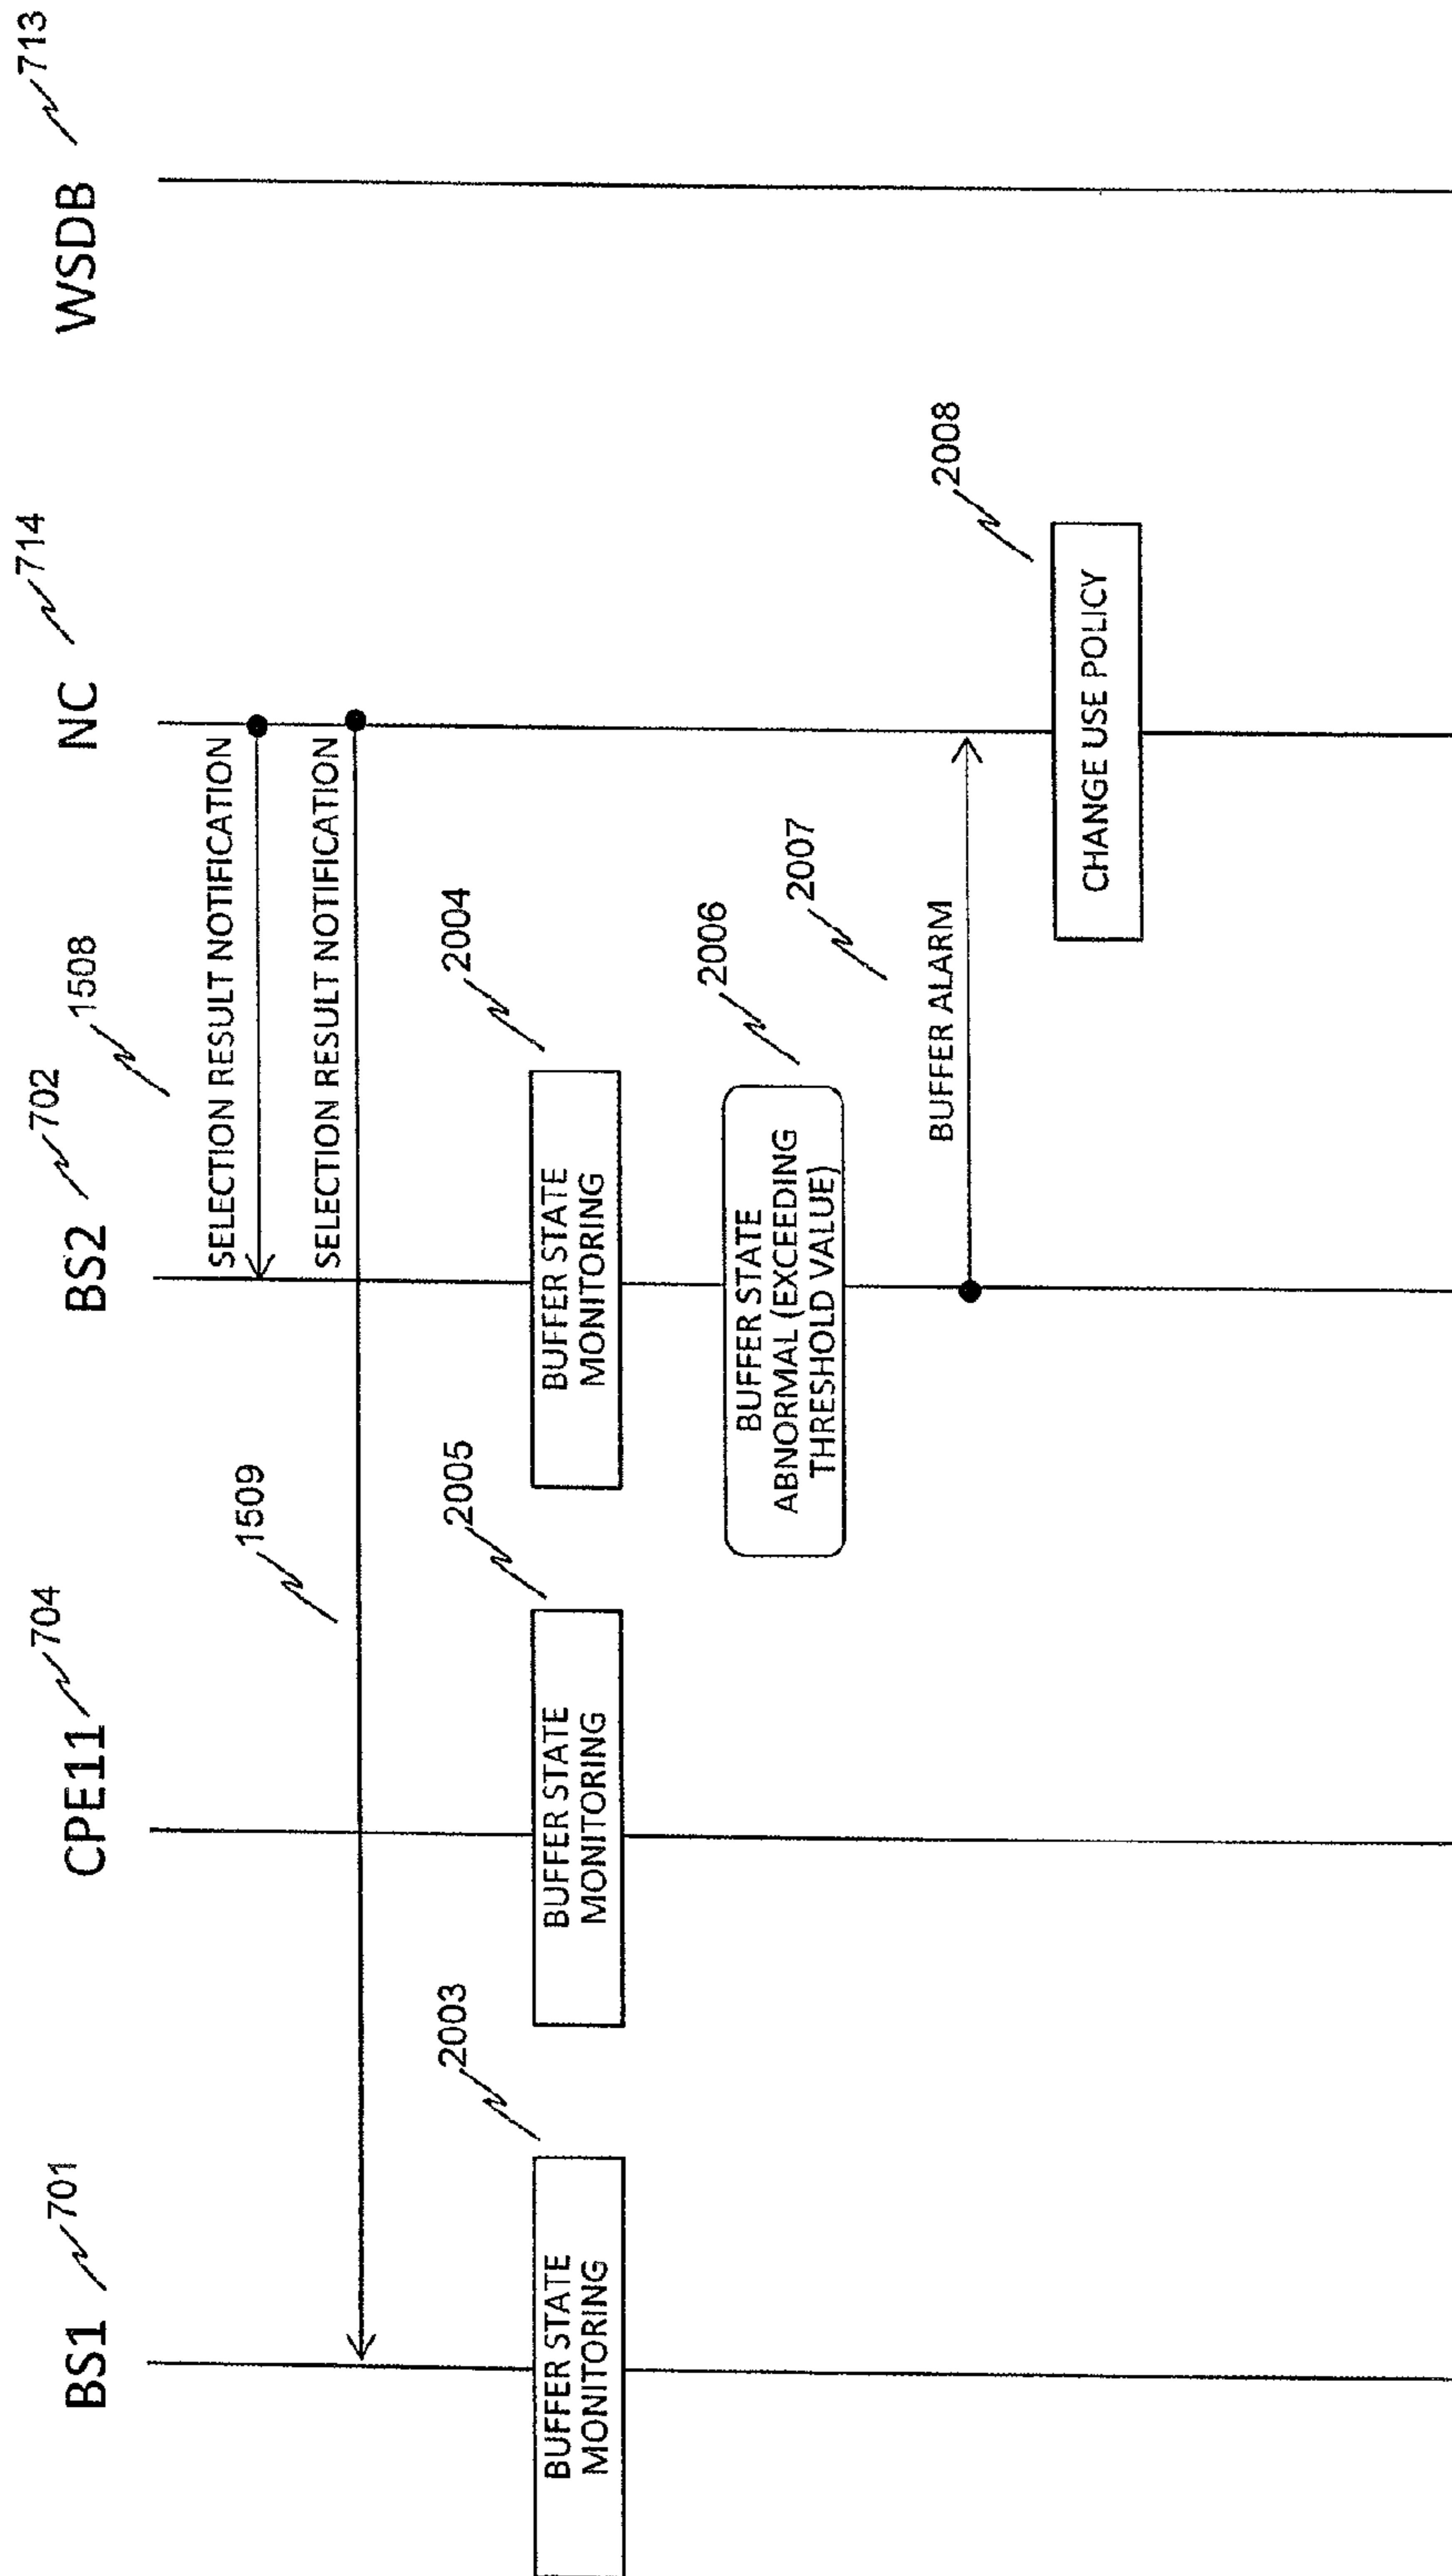 BS1
701
CPE11
704
BS2
702
NC
714
WSDB
713
1508
SELECTION RESULT NOTIFICATION
1509
SELECTION RESULT NOTIFICATION
2003
BUFFER STATE
MONITORING
2005
BUFFER STATE
MONITORING
2004
BUFFER STATE
MONITORING
2006
BUFFER STATE
ABNORMAL (EXCEEDING
THRESHOLD VALUE)
2007
BUFFER ALARM
2008
CHANGE USE POLICY